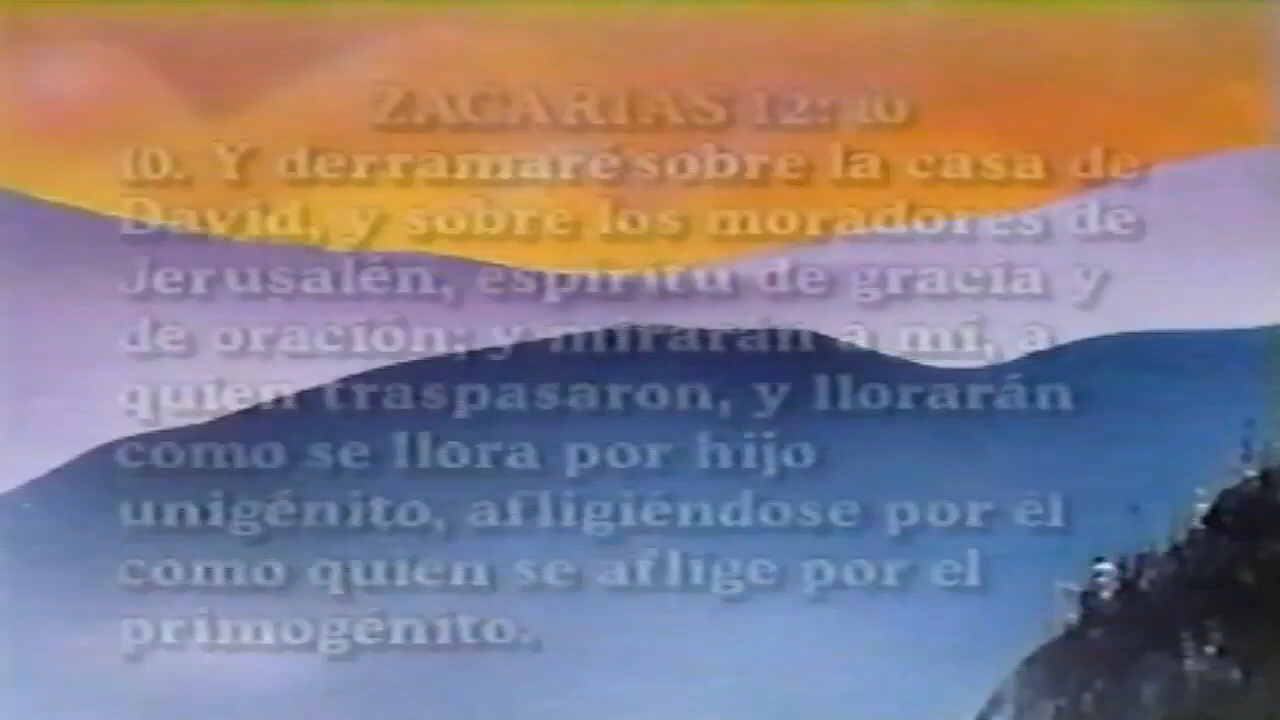 ZACARIAS 12: 10
10. Y derramaré sobre la casa de
David, y sobre los moradores de
Jerusalén, espíritu de gracia y
de oración; y mirarán a mí, a
quien traspasaron, y llorarán
como se llora por hijo
unigénito, afligiéndose por él
como quien se aflige por el
primogénito.